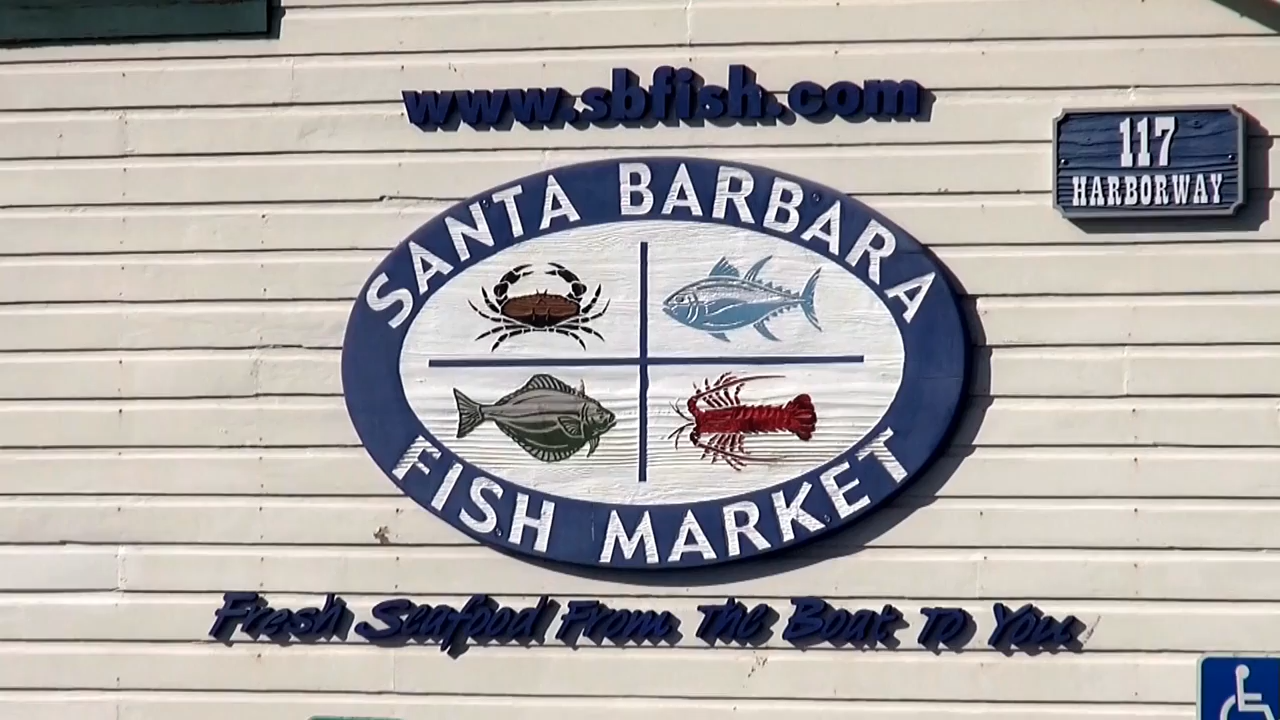 www.sbfish.com
117
HARBORWAY
SANTA BARBARA
FISH MARKET
Fresh Seafood From The Boat To You